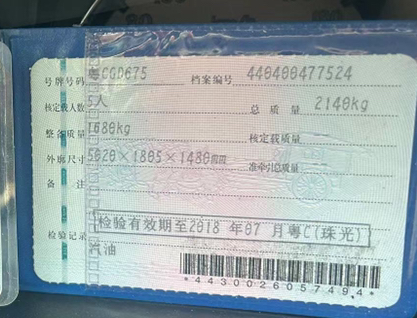 号牌号码 粤CQD675 档案编号 440400477524
核定载人数 5人 总质量 2140kg
整备质量 1680kg 核定载质量
外廓尺寸 5020×1805×1480mm 准牵引总质量
备注
检验有效期至2018年07月粤C(珠光)
检验记录
汽油
*4430026057494*